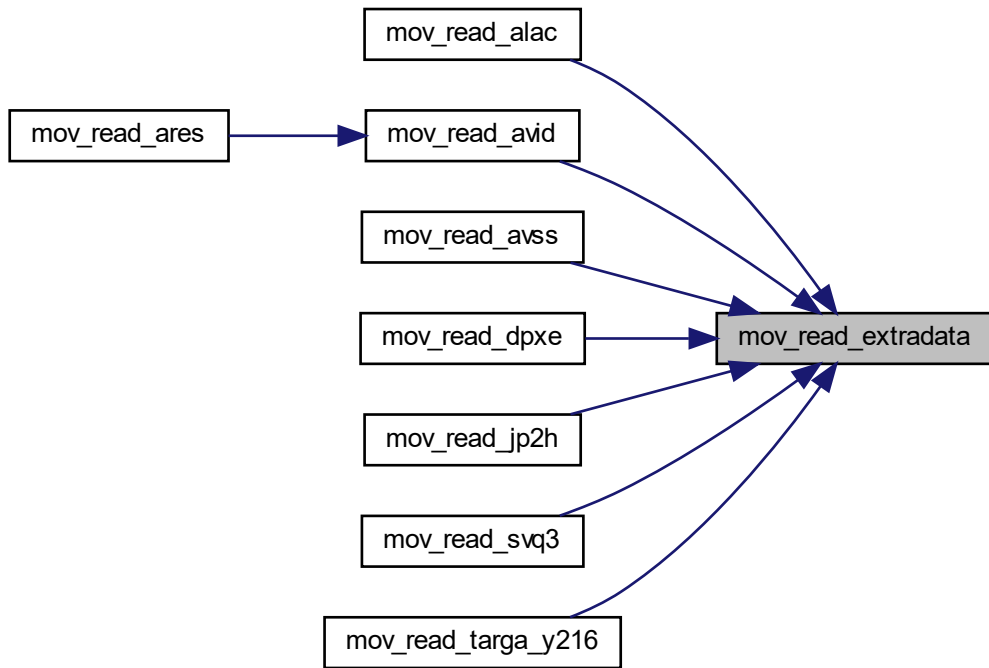 mov_read_alac
mov_read_ares
mov_read_avid
mov_read_avss
mov_read_dpxe
mov_read_extradata
mov_read_jp2h
mov_read_svq3
mov_read_targa_y216